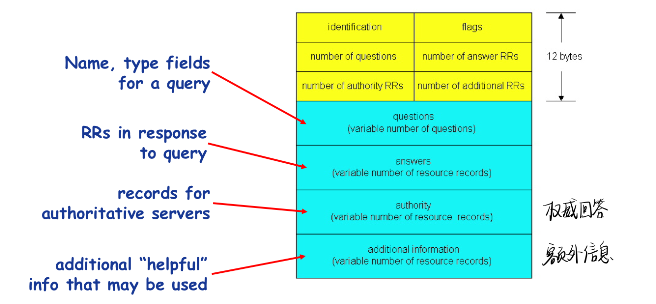 identification
flags
number of questions
number of answer RRs
12 bytes
number of authority RRs
number of additional RRs
Name, type fields
for a query
questions
(variable number of questions)
RRs in response
to query
answers
(variable number of resource records)
records for
authoritative servers
authority
(variable number of resource records)
权威回答
additional "helpful"
info that may be used
additional information
(variable number of resource records)
额外信息